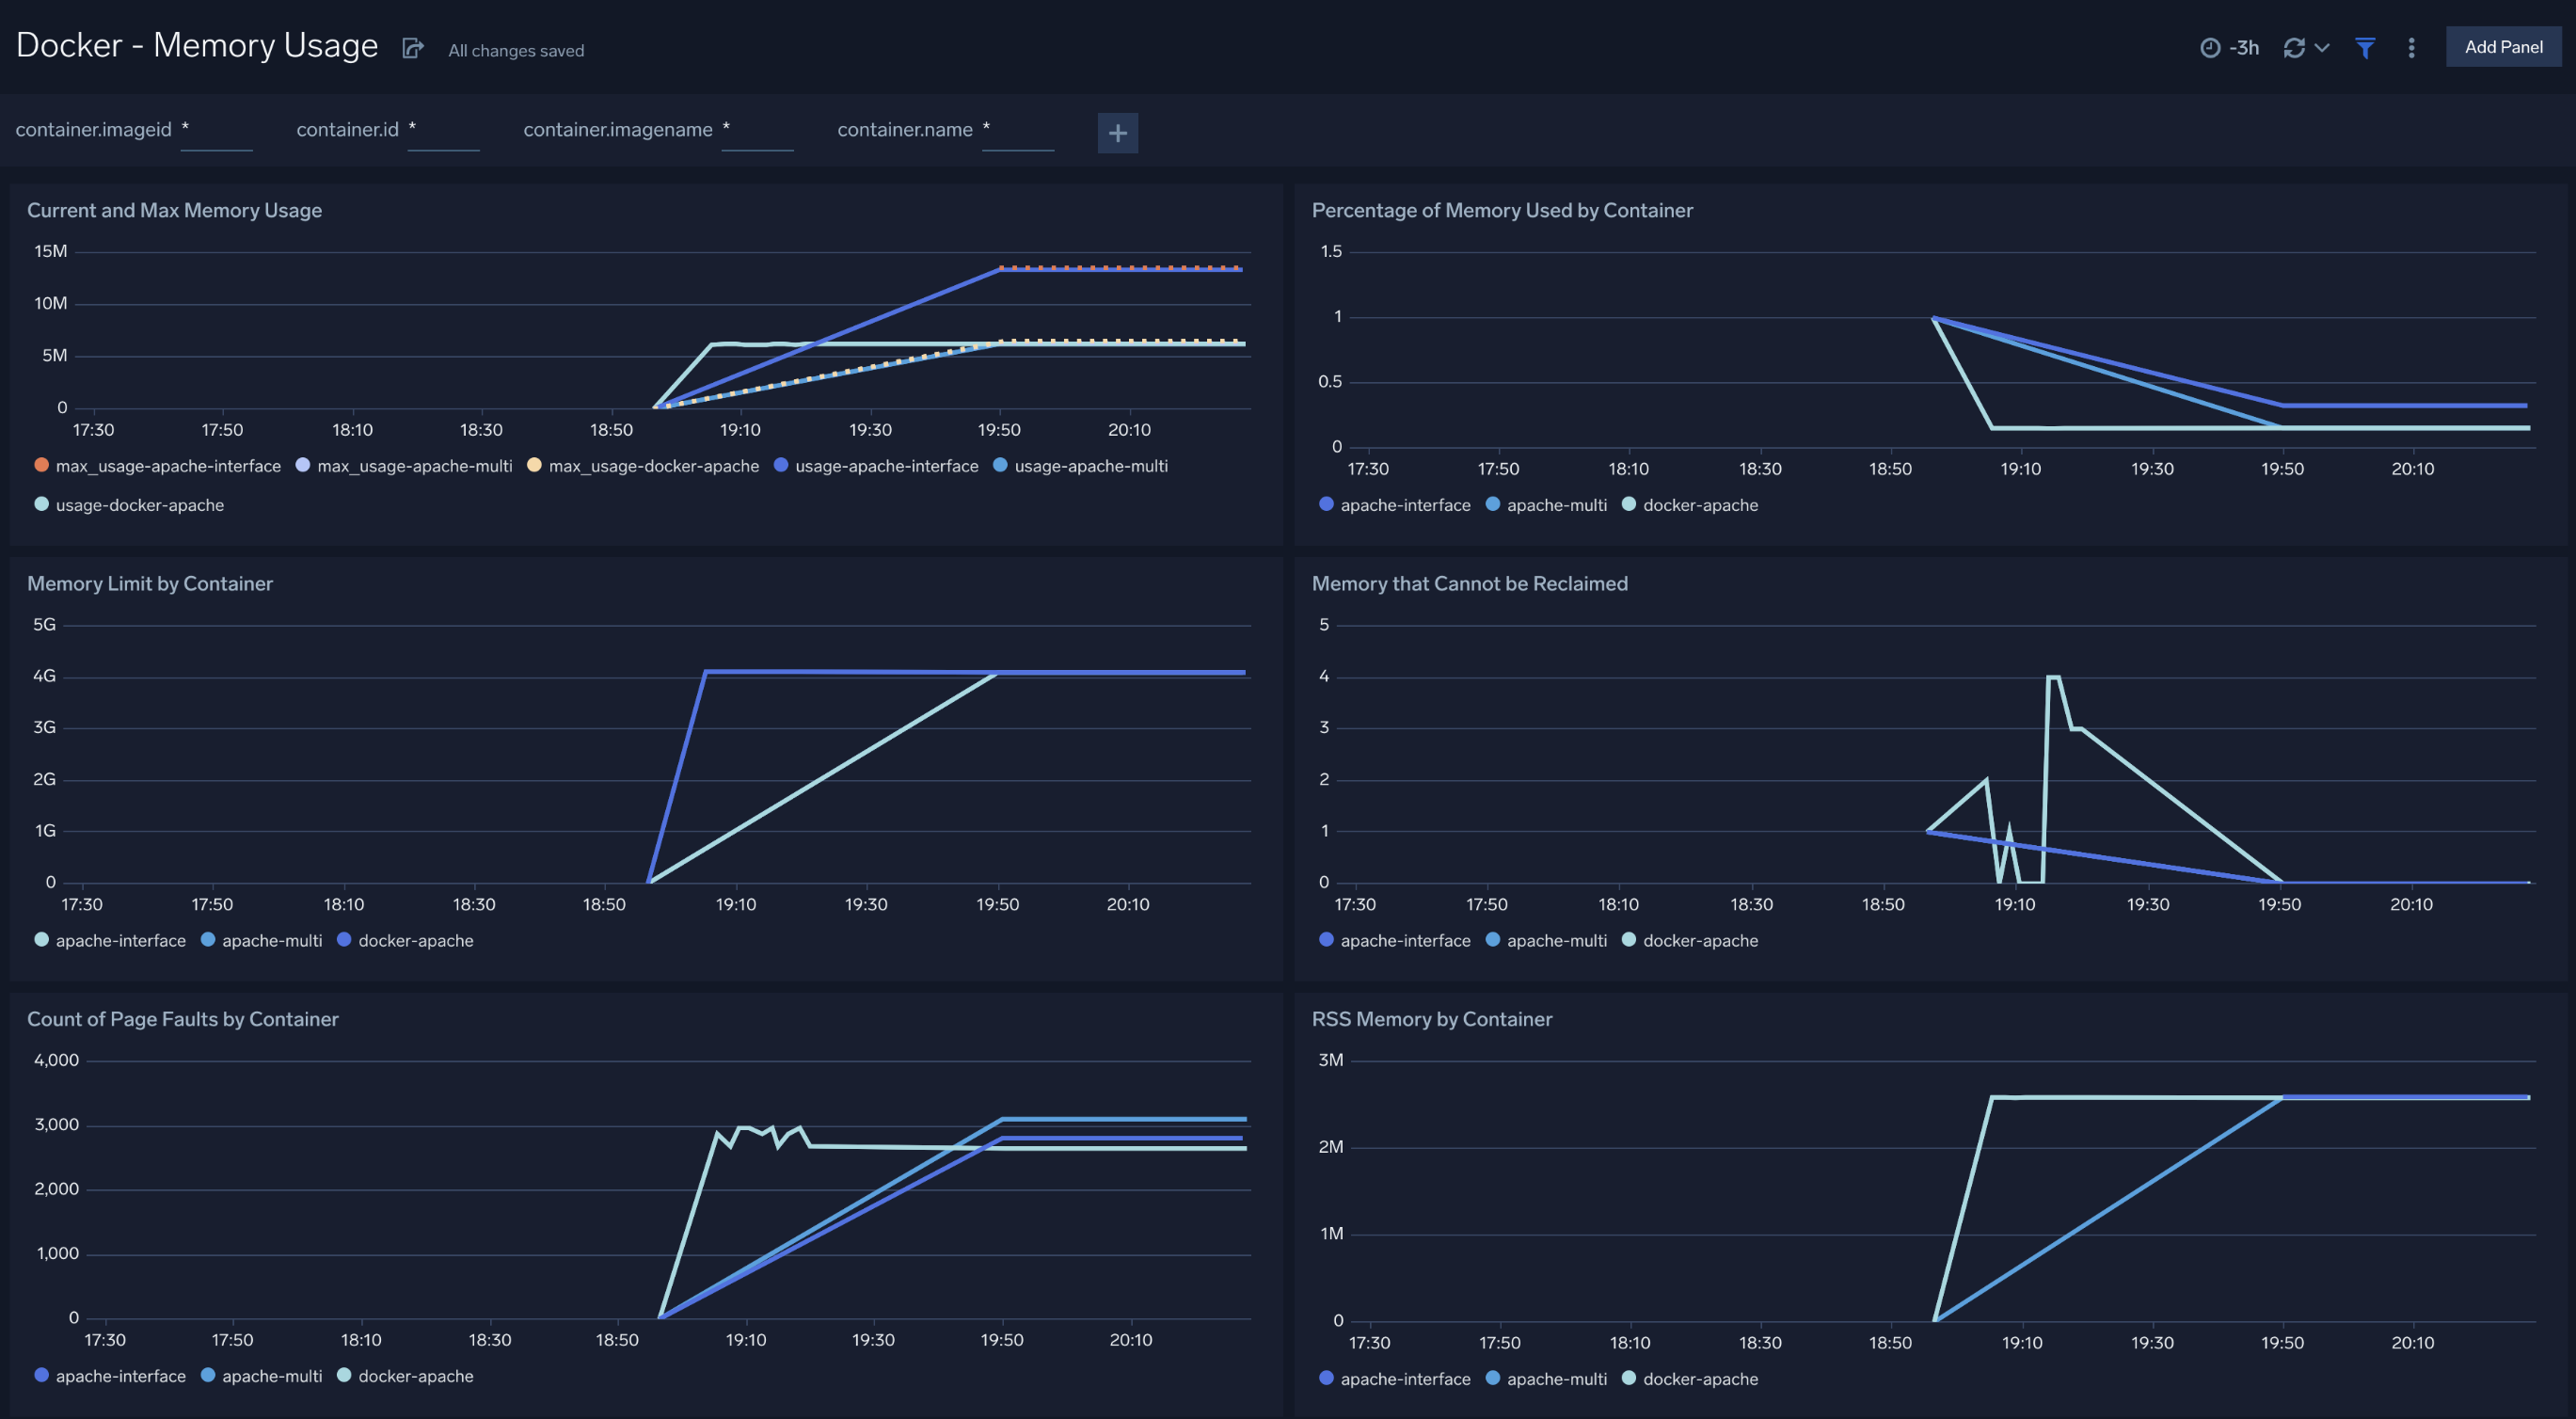 Docker - Memory Usage All changes saved -3h Add Panel
container.imageid * container.id * container.imagename * container.name * +
Current and Max Memory Usage
15M
10M
5M
0
17:30 17:50 18:10 18:30 18:50 19:10 19:30 19:50 20:10
max_usage-apache-interface max_usage-apache-multi max_usage-docker-apache usage-apache-interface usage-apache-multi
usage-docker-apache
Percentage of Memory Used by Container
1.5
1
0.5
0
17:30 17:50 18:10 18:30 18:50 19:10 19:30 19:50 20:10
apache-interface apache-multi docker-apache
Memory Limit by Container
5G
4G
3G
2G
1G
0
17:30 17:50 18:10 18:30 18:50 19:10 19:30 19:50 20:10
apache-interface apache-multi docker-apache
Memory that Cannot be Reclaimed
5
4
3
2
1
0
17:30 17:50 18:10 18:30 18:50 19:10 19:30 19:50 20:10
apache-interface apache-multi docker-apache
Count of Page Faults by Container
4,000
3,000
2,000
1,000
0
17:30 17:50 18:10 18:30 18:50 19:10 19:30 19:50 20:10
apache-interface apache-multi docker-apache
RSS Memory by Container
3M
2M
1M
0
17:30 17:50 18:10 18:30 18:50 19:10 19:30 19:50 20:10
apache-interface apache-multi docker-apache